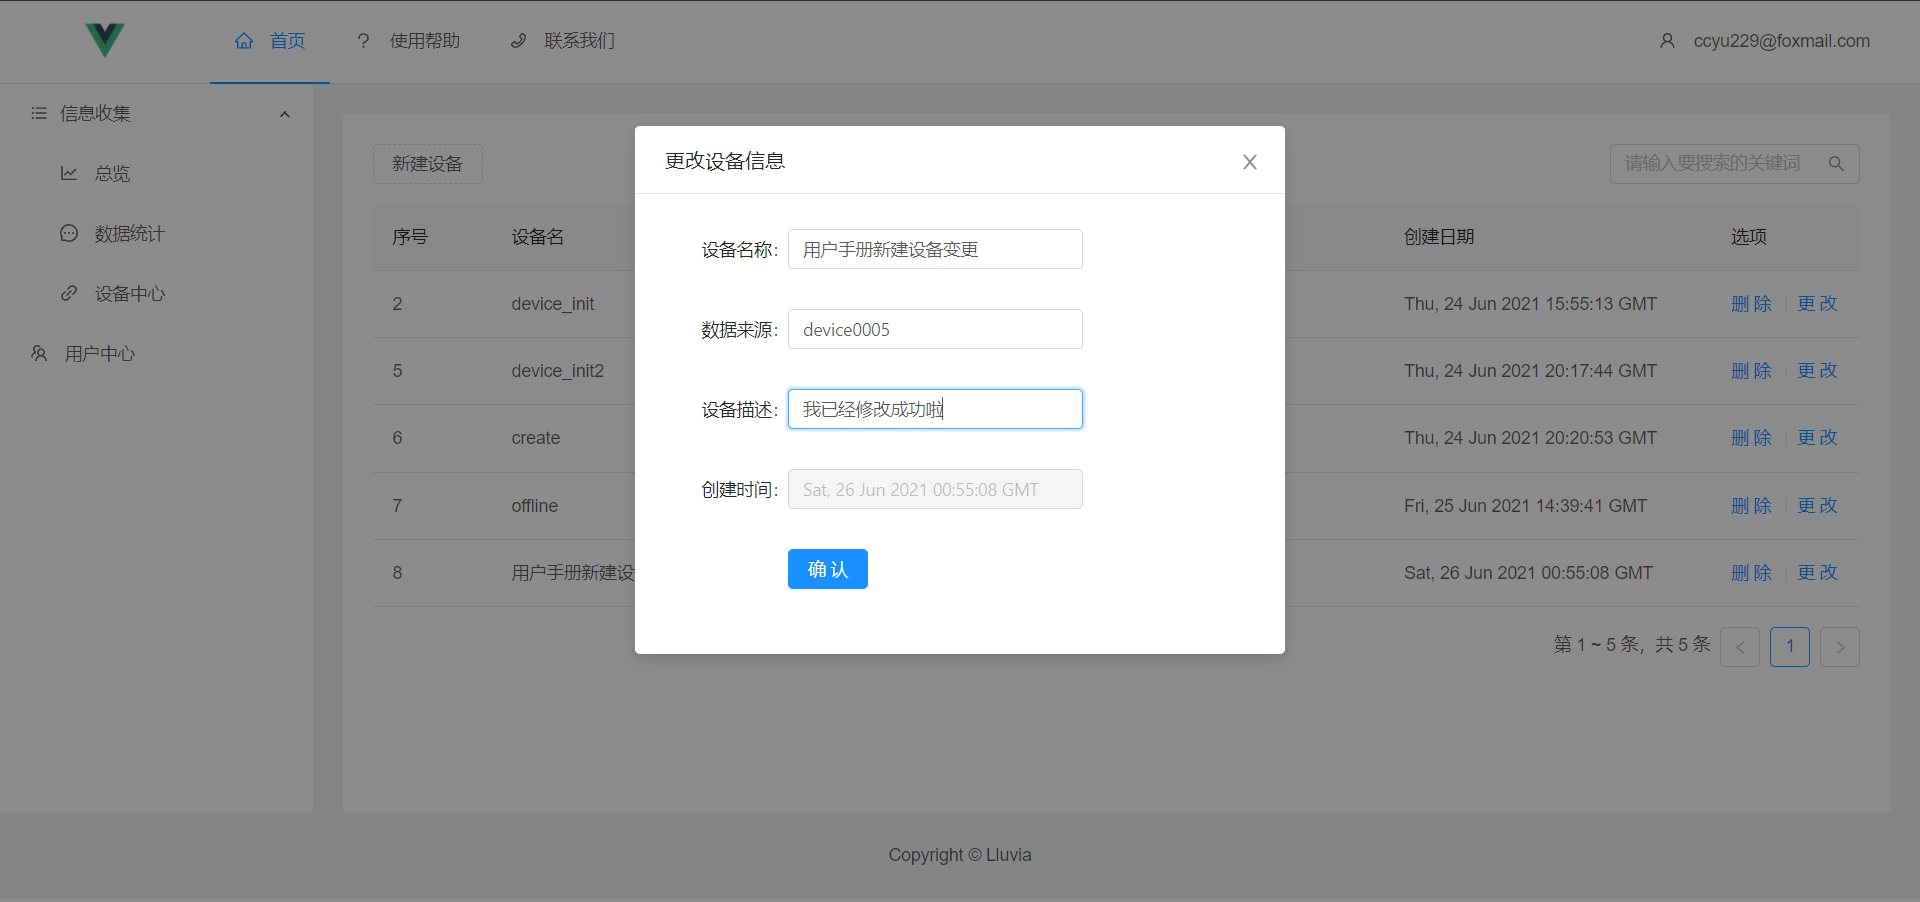 首页
使用帮助
联系我们
ccyu229@foxmail.com
信息收集
总览
数据统计
设备中心
用户中心
新建设备
请输入要搜索的关键词
序号 设备名 创建日期 选项
2 device_init Thu, 24 Jun 2021 15:55:13 GMT 删除 更改
5 device_init2 Thu, 24 Jun 2021 20:17:44 GMT 删除 更改
6 create Thu, 24 Jun 2021 20:20:53 GMT 删除 更改
7 offline Fri, 25 Jun 2021 14:39:41 GMT 删除 更改
8 用户手册新建设 Sat, 26 Jun 2021 00:55:08 GMT 删除 更改
第 1 ~ 5 条，共 5 条 < 1 >
更改设备信息
设备名称: 用户手册新建设备变更
数据来源: device0005
设备描述: 我已经修改成功啦
创建时间: Sat, 26 Jun 2021 00:55:08 GMT
确认
Copyright © Lluvia